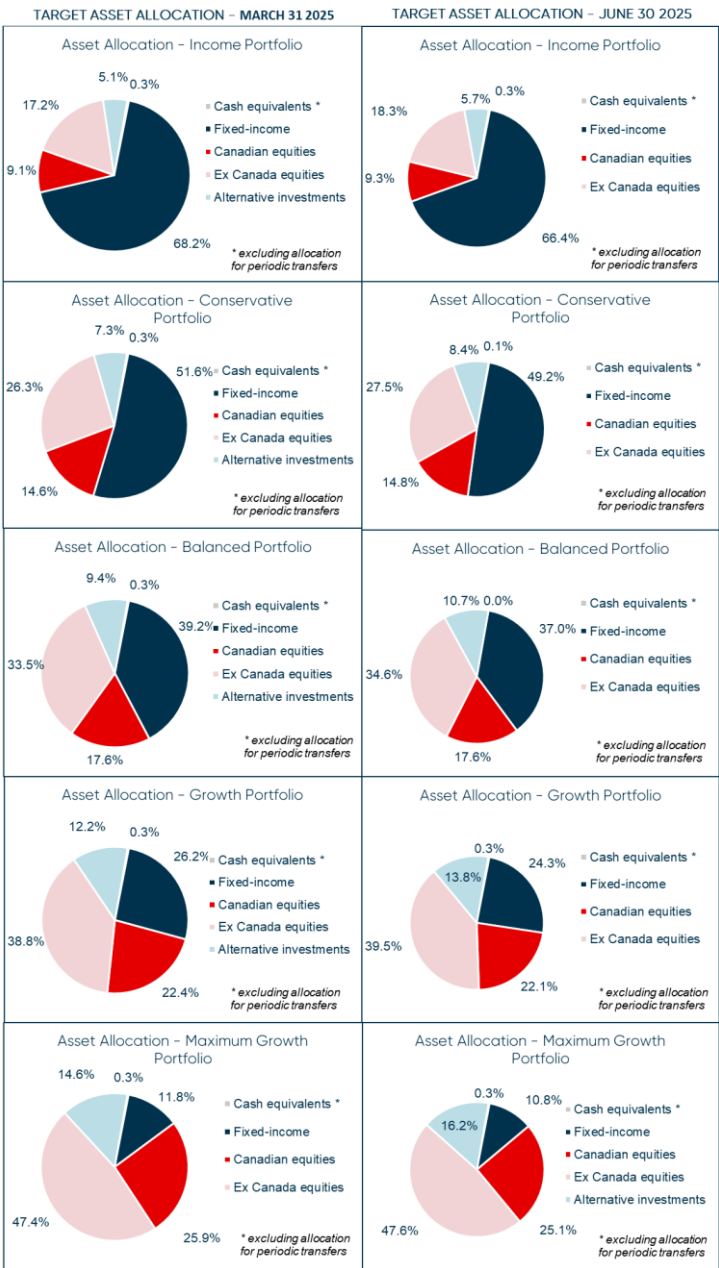 TARGET ASSET ALLOCATION – MARCH 31 2025
Asset Allocation – Income Portfolio
5.1%
0.3%
17.2%
9.1%
68.2%
Cash equivalents *
Fixed-income
Canadian equities
Ex Canada equities
Alternative investments
* excluding allocation
for periodic transfers
TARGET ASSET ALLOCATION – JUNE 30 2025
Asset Allocation – Income Portfolio
5.7%
0.3%
18.3%
9.3%
66.4%
Cash equivalents *
Fixed-income
Canadian equities
Ex Canada equities
* excluding allocation
for periodic transfers
Asset Allocation – Conservative
Portfolio
7.3%
0.3%
51.6%
26.3%
14.6%
Cash equivalents *
Fixed-income
Canadian equities
Ex Canada equities
Alternative investments
* excluding allocation
for periodic transfers
Asset Allocation – Conservative
Portfolio
8.4%
0.1%
49.2%
27.5%
14.8%
Cash equivalents *
Fixed-income
Canadian equities
Ex Canada equities
* excluding allocation
for periodic transfers
Asset Allocation – Balanced Portfolio
9.4%
0.3%
39.2%
33.5%
17.6%
Cash equivalents *
Fixed-income
Canadian equities
Ex Canada equities
Alternative investments
* excluding allocation
for periodic transfers
Asset Allocation – Balanced Portfolio
10.7%
0.0%
37.0%
34.6%
17.6%
Cash equivalents *
Fixed-income
Canadian equities
Ex Canada equities
* excluding allocation
for periodic transfers
Asset Allocation – Growth Portfolio
12.2%
0.3%
26.2%
38.8%
22.4%
Cash equivalents *
Fixed-income
Canadian equities
Ex Canada equities
Alternative investments
* excluding allocation
for periodic transfers
Asset Allocation – Growth Portfolio
0.3%
13.8%
24.3%
39.5%
22.1%
Cash equivalents *
Fixed-income
Canadian equities
Ex Canada equities
* excluding allocation
for periodic transfers
Asset Allocation – Maximum Growth
Portfolio
14.6%
0.3%
11.8%
47.4%
25.9%
Cash equivalents *
Fixed-income
Canadian equities
Ex Canada equities
* excluding allocation
for periodic transfers
Asset Allocation – Maximum Growth
Portfolio
0.3%
10.8%
16.2%
47.6%
25.1%
Cash equivalents *
Fixed-income
Canadian equities
Ex Canada equities
Alternative investments
* excluding allocation
for periodic transfers